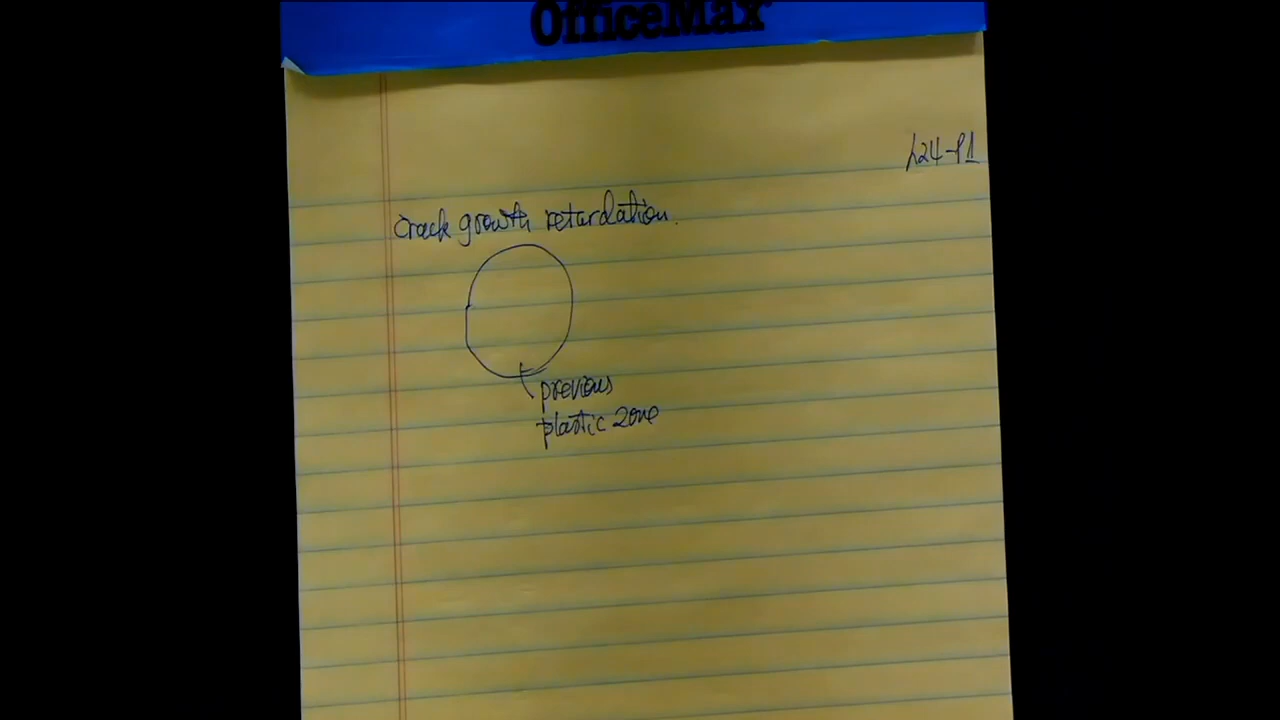 OfficeMax
L24-P1
Crack growth retardation.
previous
plastic zone